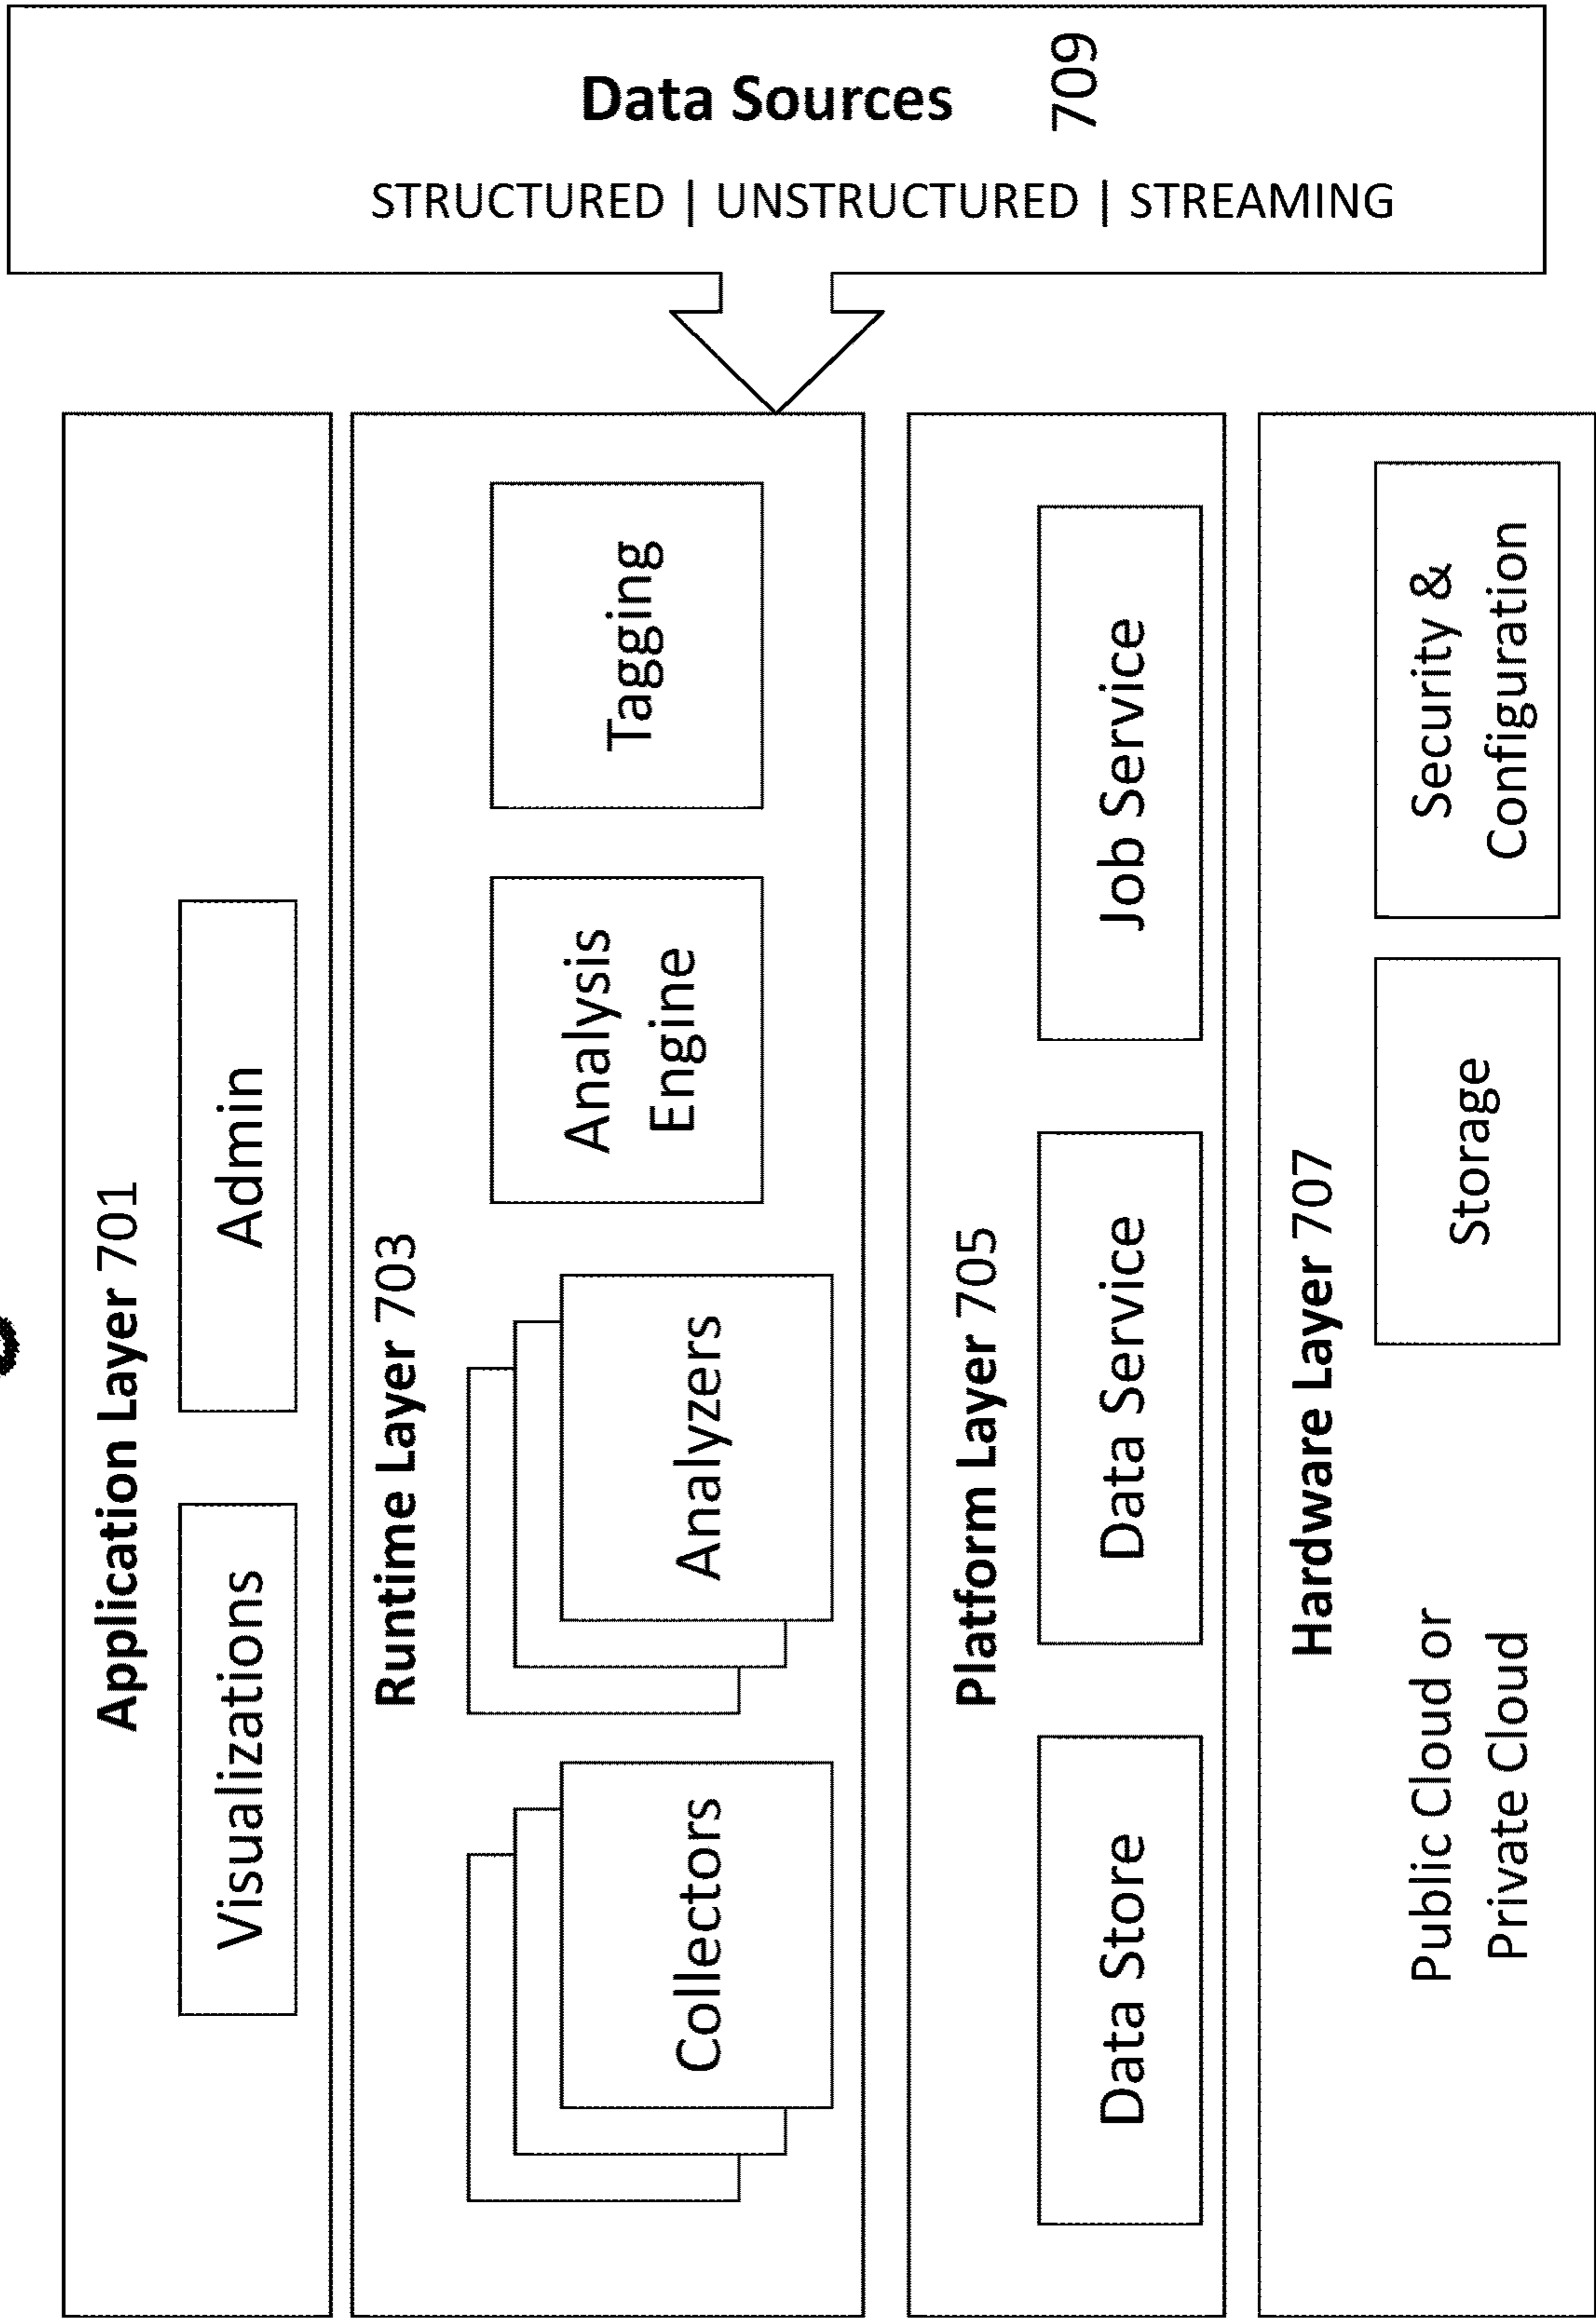 Data Sources
709
STRUCTURED | UNSTRUCTURED | STREAMING
Application Layer 701
Visualizations
Admin
Runtime Layer 703
Collectors
Analyzers
Analysis
Engine
Tagging
Platform Layer 705
Data Store
Data Service
Job Service
Hardware Layer 707
Public Cloud or
Private Cloud
Storage
Security &
Configuration